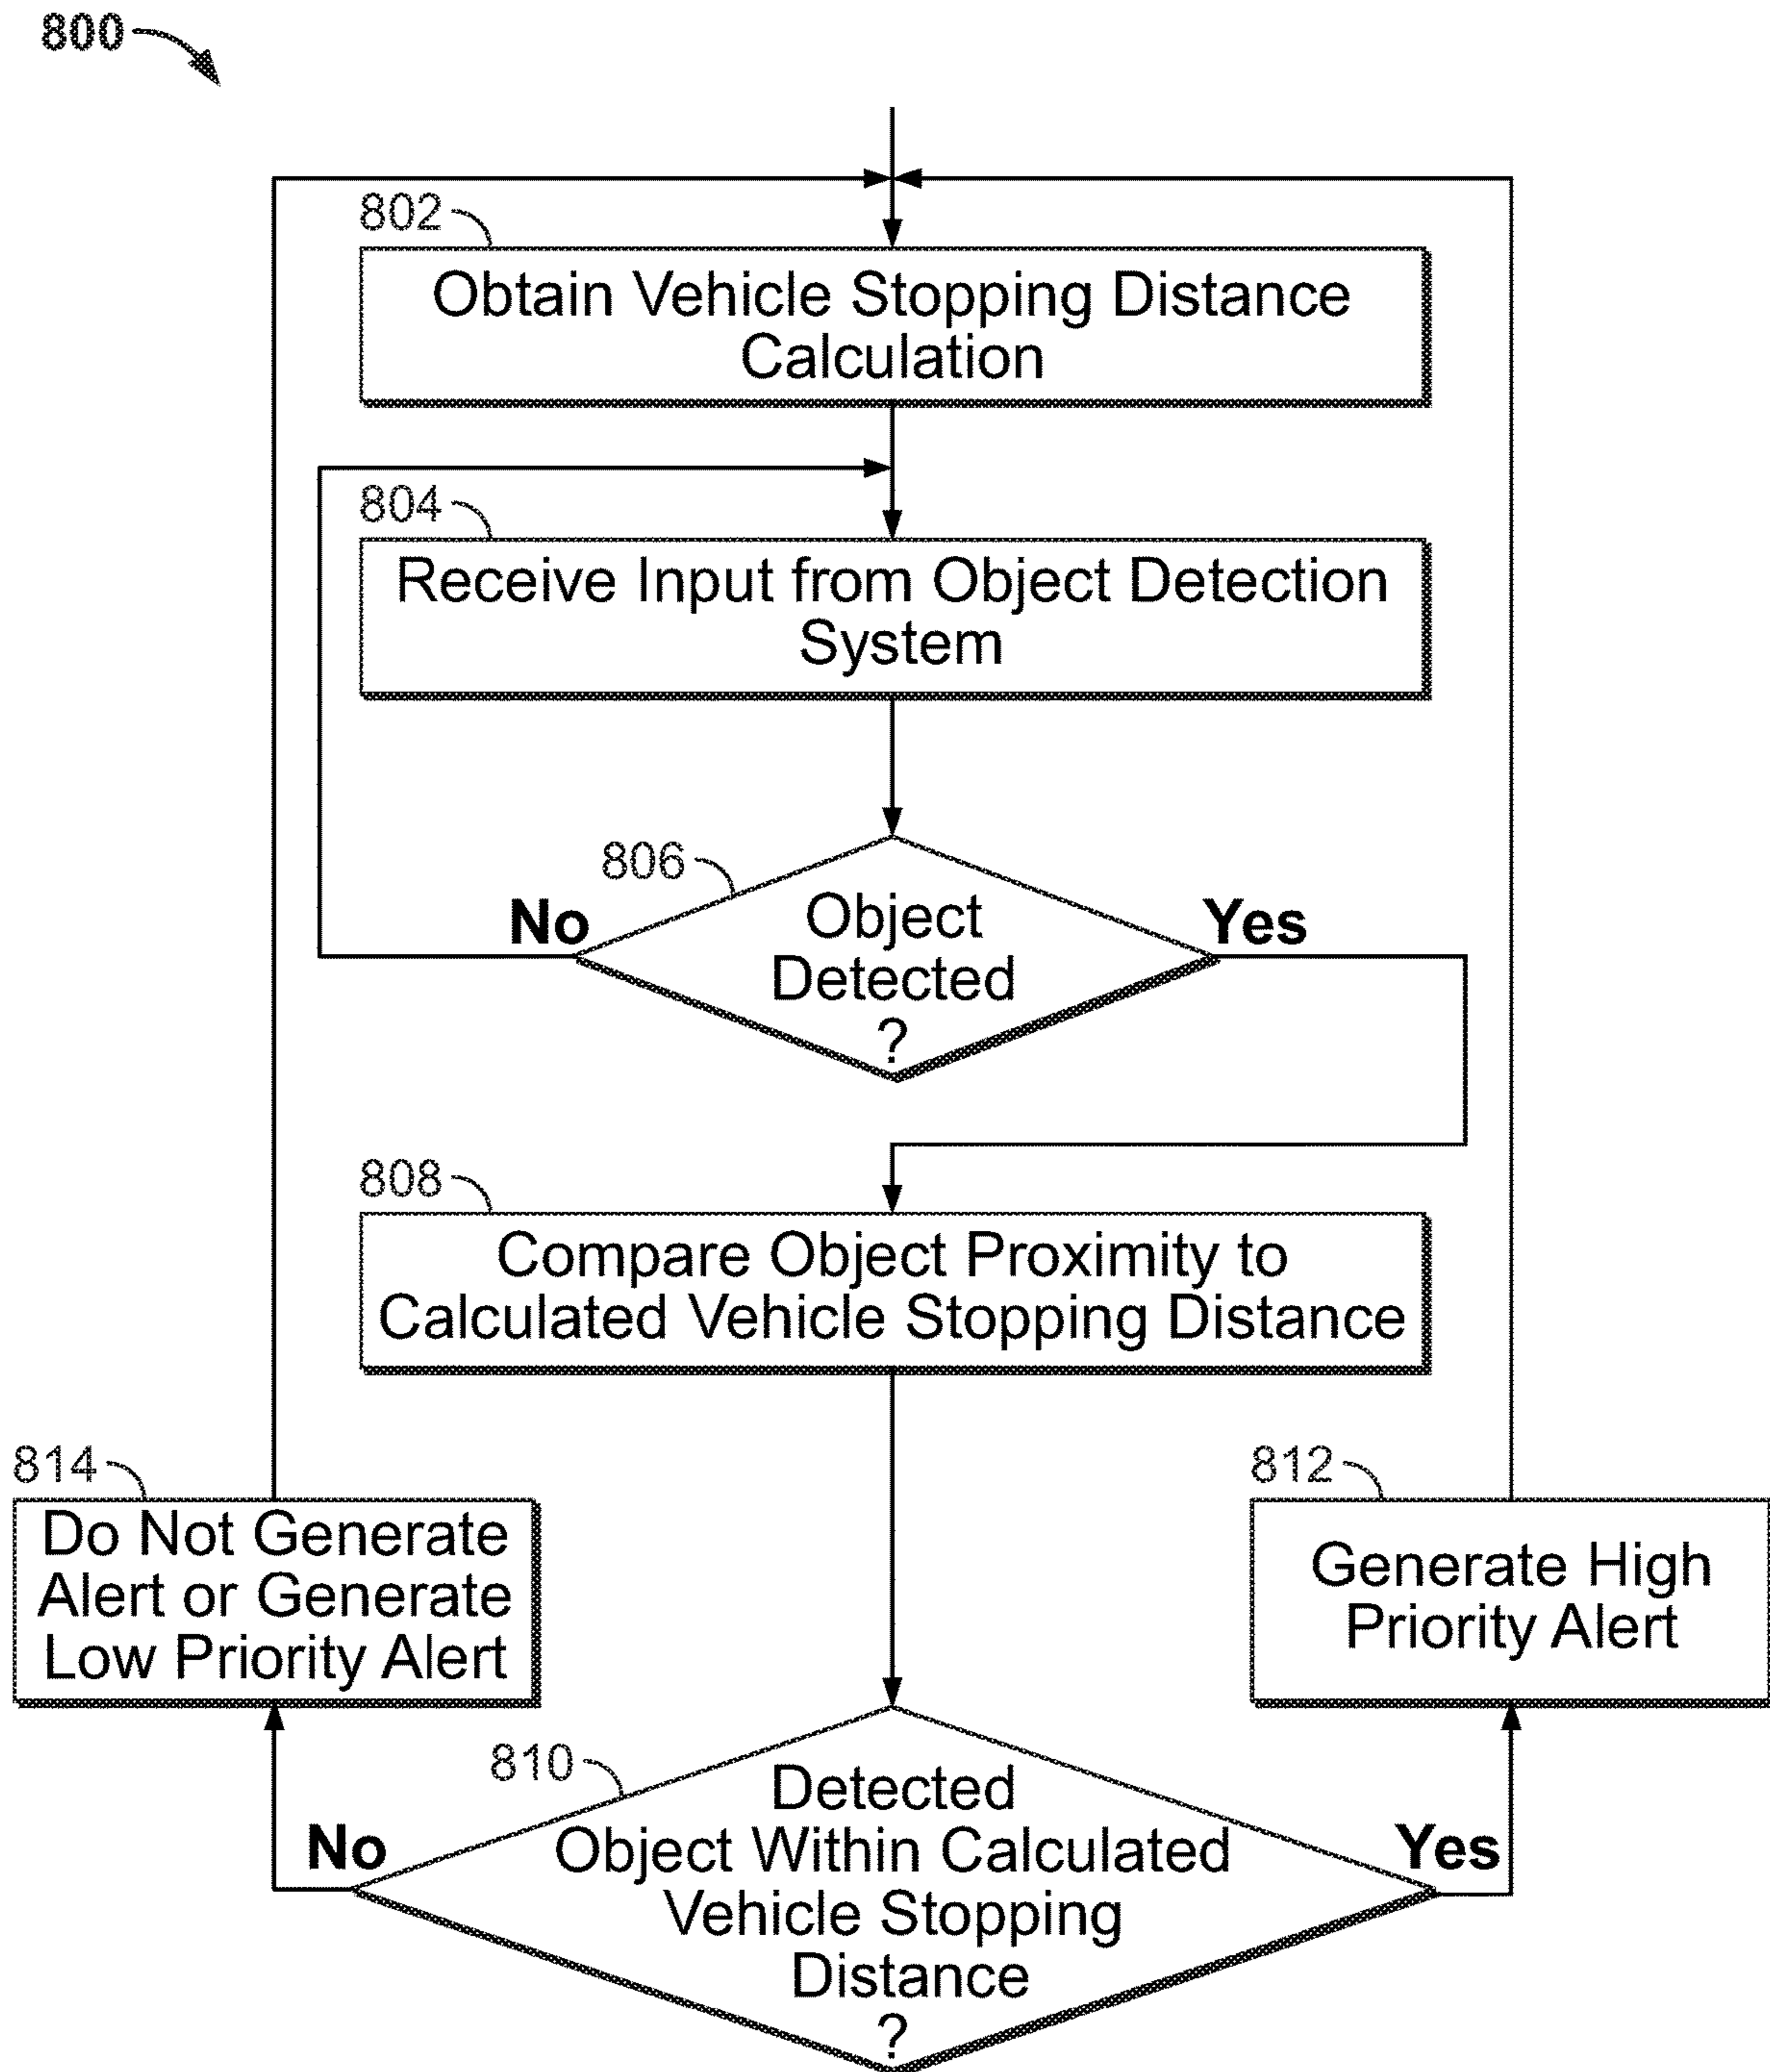 800
802
Obtain Vehicle Stopping Distance
Calculation
804
Receive Input from Object Detection
System
806
No
Object
Yes
Detected
?
808
Compare Object Proximity to
Calculated Vehicle Stopping Distance
814
Do Not Generate
Alert or Generate
Low Priority Alert
812
Generate High
Priority Alert
810
Detected
No
Object Within Calculated
Yes
Vehicle Stopping
Distance
?